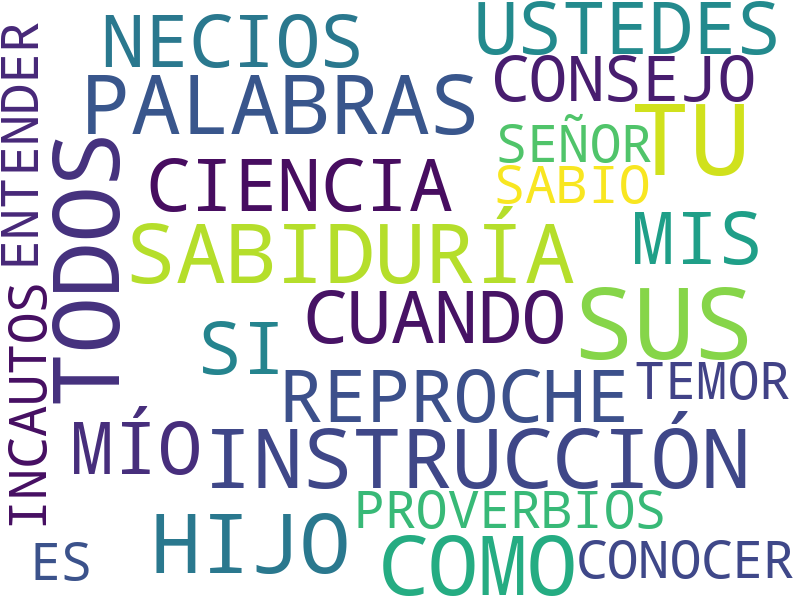 NECIOS
USTEDES
PALABRAS
CONSEJO
TU
SEÑOR
SABIO
ENTENDER
TODOS
CIENCIA
SABIDURÍA
MIS
CUANDO
SUS
SI
INCAUTOS
REPROCHE
TEMOR
MÍO
INSTRUCCIÓN
PROVERBIOS
HIJO
COMO
CONOCER
ES